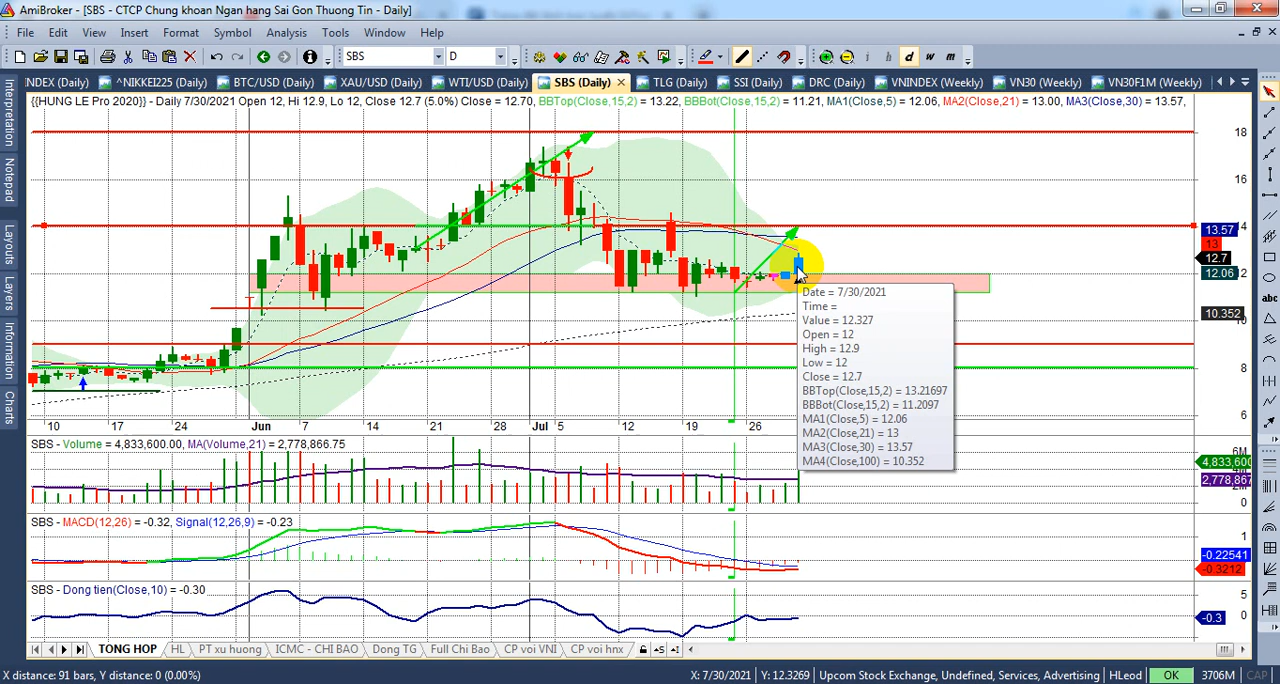 AmiBroker - [SBS - CTCP Chung khoan Ngan hang Sai Gon Thuong Tin - Daily]
File Edit View Insert Format Symbol Analysis Tools Window Help
SBS D i h d w m
INDEX (Daily) ^NIKKEI225 (Daily) BTC/USD (Daily) XAU/USD (Daily) WTI/USD (Daily) SBS (Daily) TLG (Daily) SSI (Daily) DRC (Daily) VNINDEX (Weekly) VN30 (Weekly) VN30F1M (Weekly)
{{HUNG LE Pro 2020}} - Daily 7/30/2021 Open 12, Hi 12.9, Lo 12, Close 12.7 (5.0%) Close = 12.70, BBTop(Close,15,2) = 13.22, BBBot(Close,15,2) = 11.21, MA1(Close,5) = 12.06, MA2(Close,21) = 13.00, MA3(Close,30) = 13.57,
Interpretation
Notepad
Layouts
Layers
Information
Charts
18
16
14
13.57
13
12.7
12
12.06
10.352
10
8
6
Date = 7/30/2021
Time =
Value = 12.327
Open = 12
High = 12.9
Low = 12
Close = 12.7
BBTop(Close,15,2) = 13.21697
BBBot(Close,15,2) = 11.2097
MA1(Close,5) = 12.06
MA2(Close,21) = 13
MA3(Close,30) = 13.57
MA4(Close,100) = 10.352
10 17 24 Jun 7 14 21 28 Jul 5 12 19 26
SBS - Volume = 4,833,600.00, MA(Volume,21) = 2,778,866.75
6M
4,833,600
2,778,867
0
SBS - MACD(12,26) = -0.32, Signal(12,26,9) = -0.23
1
-0.22541
-0.3212
SBS - Dong tien(Close,10) = -0.30
5
0
-0.3
TONG HOP HL PT xu huong ICMC - CHI BAO Dong TG Full Chi Bao CP voi VNI CP voi hnx
X distance: 91 bars, Y distance: 0 (0.00%) X: 7/30/2021 Y: 12.3269 Upcom Stock Exchange, Undefined, Services, Advertising HLeod OK 3706M CAP